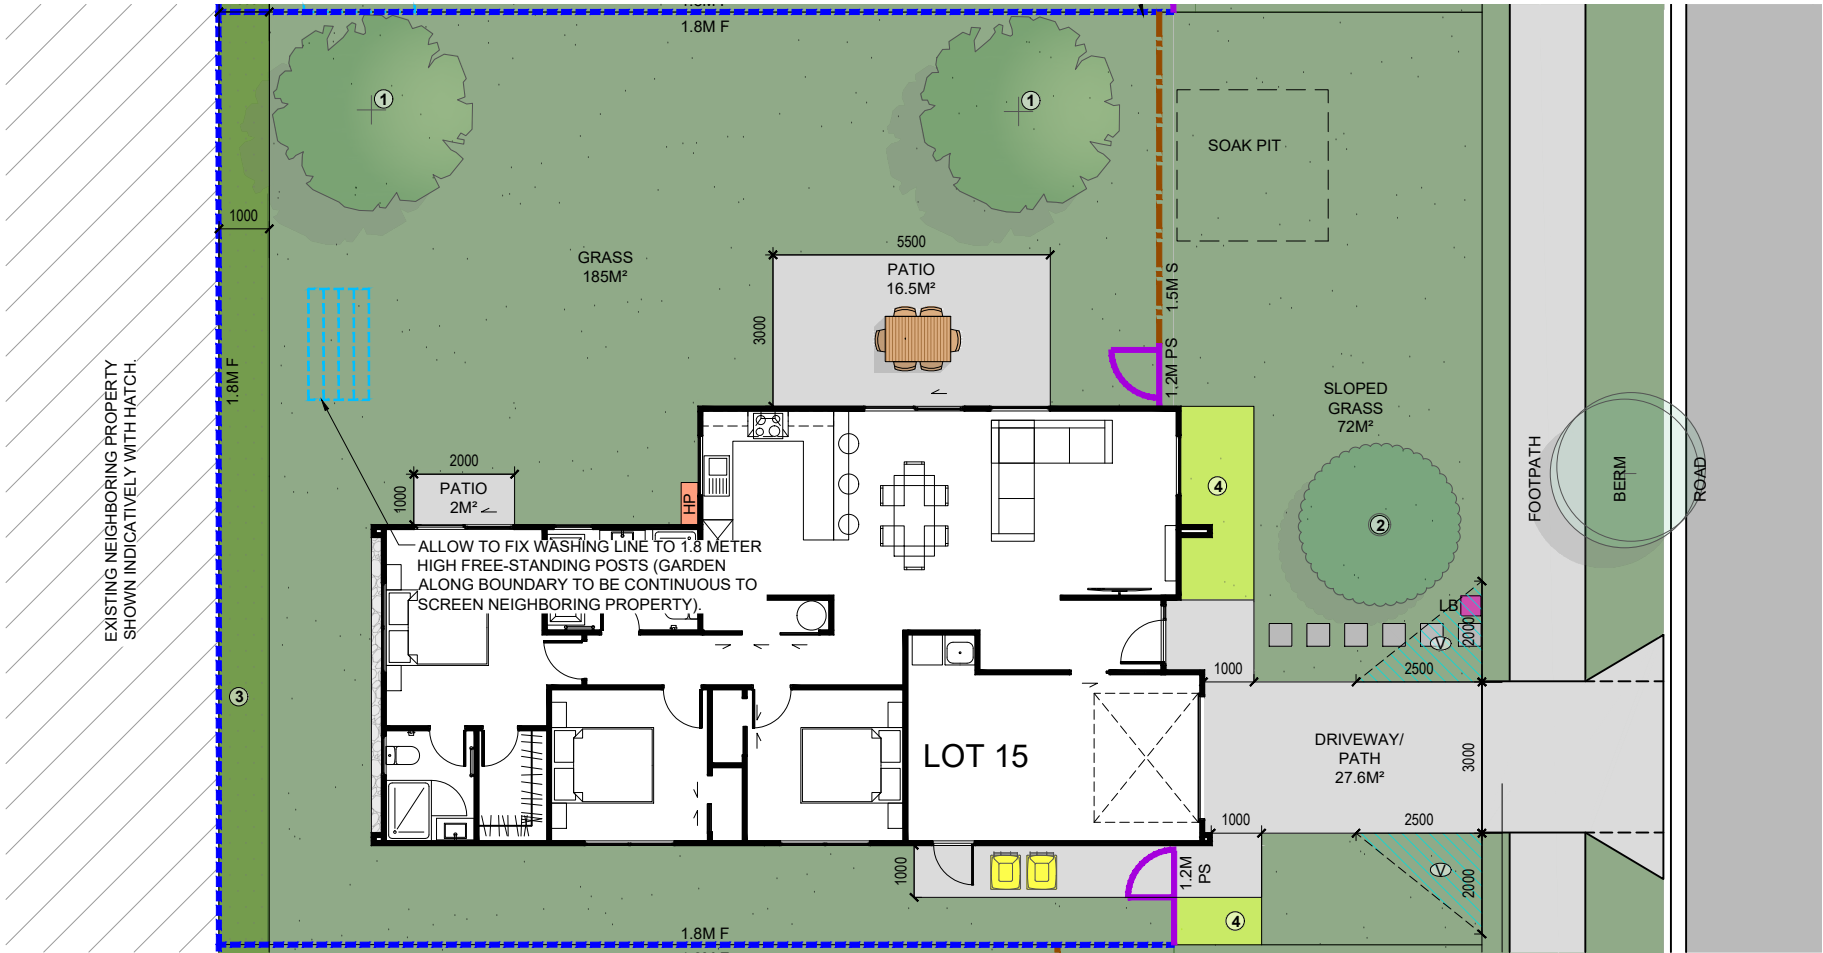 1.8M F
1
1
SOAK PIT
1000
5500
GRASS
185M²
PATIO
16.5M²
1.5M S
3000
1.8M F
1.2M PS
EXISTING NEIGHBORING PROPERTY
SHOWN INDICATIVELY WITH HATCH.
SLOPED
GRASS
72M²
2000
1000
PATIO
2M²
HP
4
FOOTPATH
BERM
ROAD
2
ALLOW TO FIX WASHING LINE TO 1.8 METER
HIGH FREE-STANDING POSTS (GARDEN
ALONG BOUNDARY TO BE CONTINUOUS TO
SCREEN NEIGHBORING PROPERTY).
LB
2000
V
1000
2500
3
LOT 15
DRIVEWAY/
PATH
27.6M²
3000
1000
2500
1000
1.2M
PS
V
2000
4
1.8M F